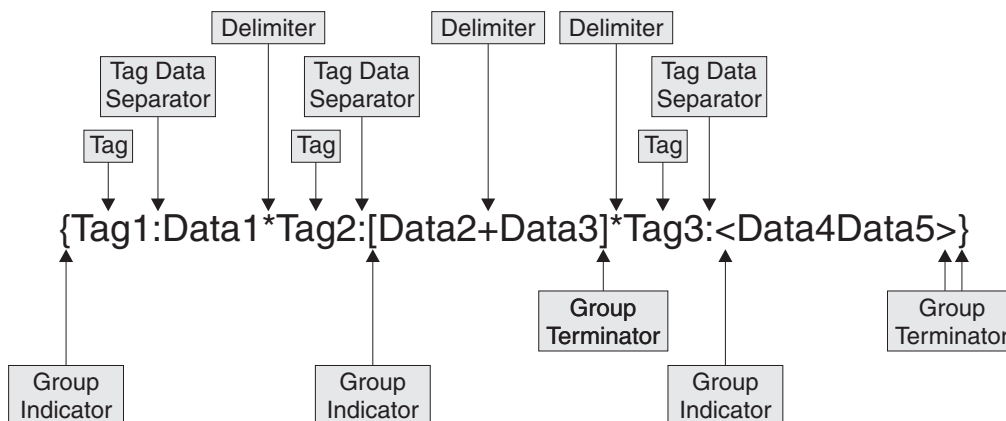 Delimiter Delimiter Delimiter
Tag Data
Separator
Tag Data
Separator
Tag Data
Separator
Tag Tag Tag
{Tag1:Data1*Tag2:[Data2+Data3]*Tag3:<Data4Data5>}
Group
Terminator
Group
Terminator
Group
Indicator
Group
Indicator
Group
Indicator